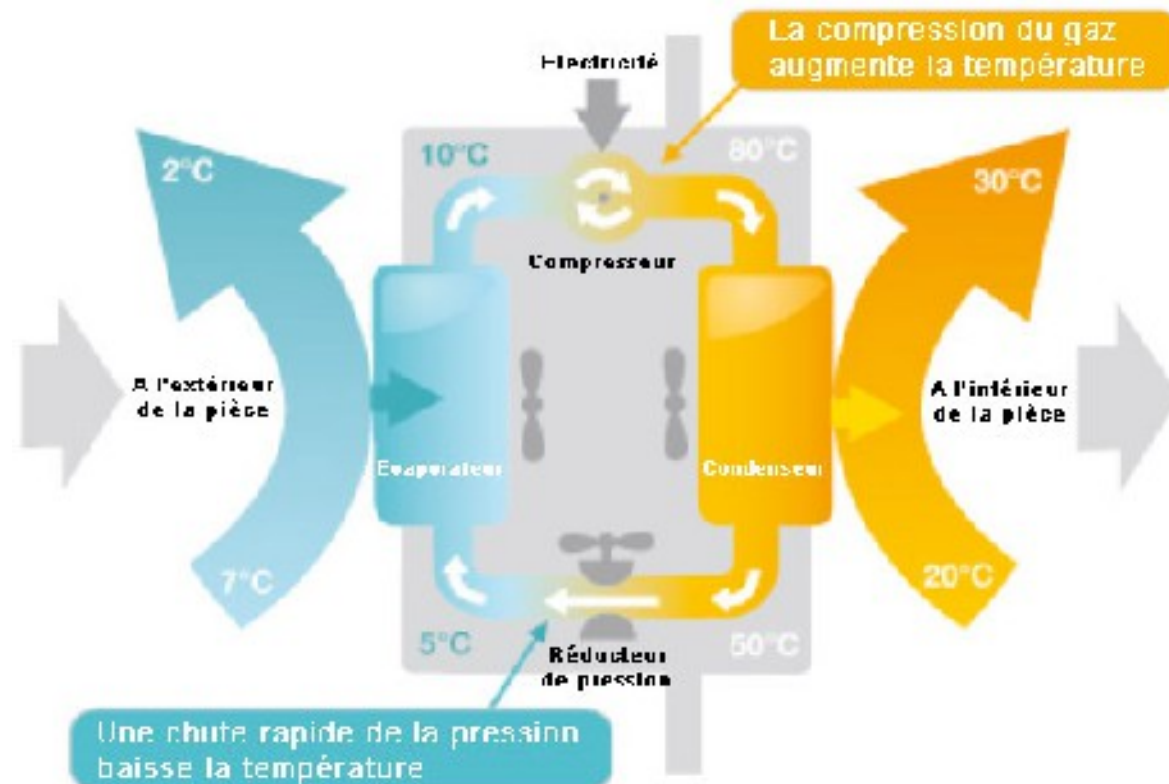 La compression du gaz
augmente la température
Electricité
10°C
80°C
2°C
30°C
Compresseur
A l'extérieur
de la pièce
A l'intérieur
de la pièce
Evaporateur
Condenseur
7°C
20°C
5°C
50°C
Réducteur
de pression
Une chute rapide de la pression
baisse la température